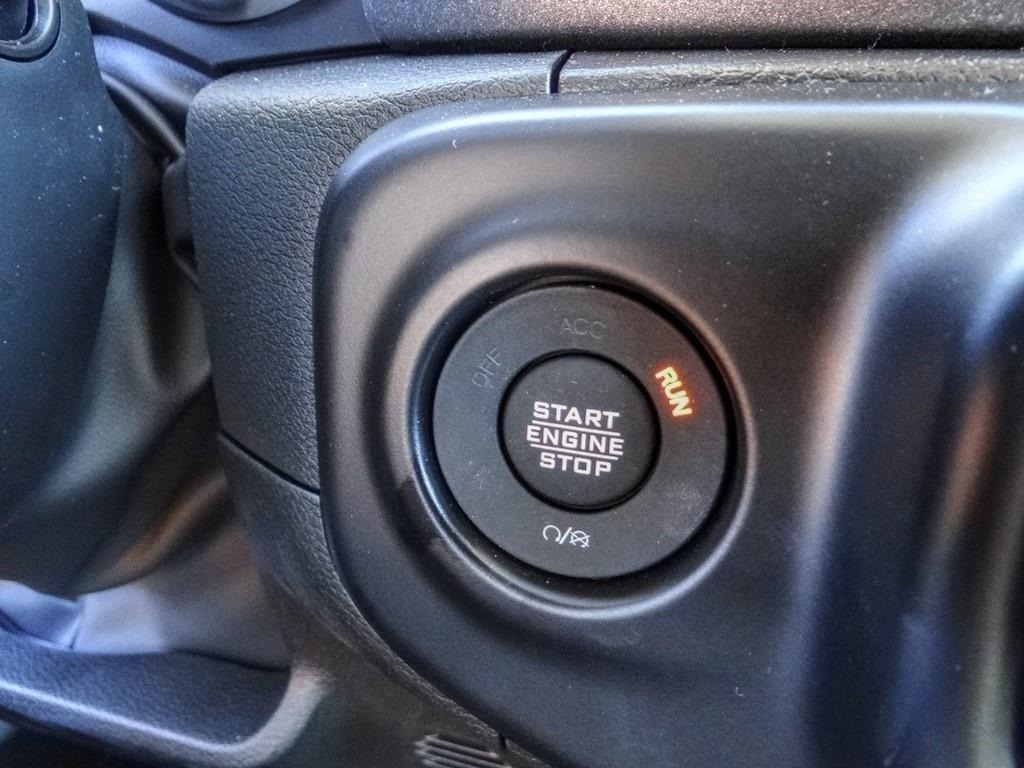 ACC
OFF
RUN
START
ENGINE
STOP